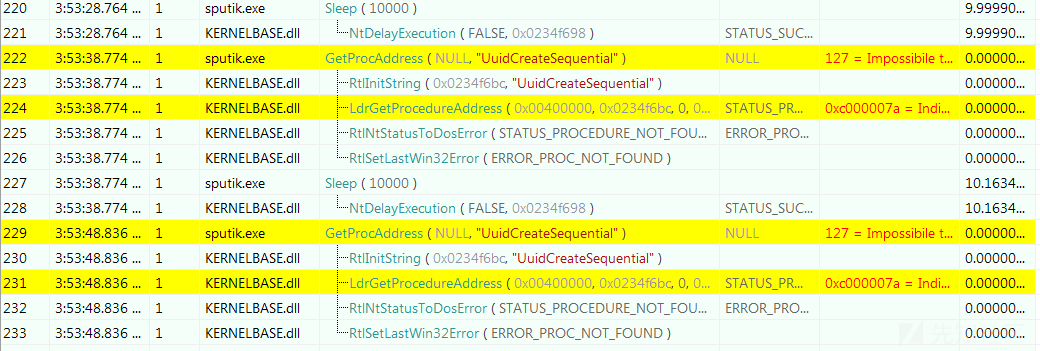 220 3:53:28.764 ... 1 sputik.exe Sleep ( 10000 ) 9.99990...
221 3:53:38.774 ... 1 KERNELBASE.dll NtDelayExecution ( FALSE, 0x0234f698 ) STATUS_SUC... 9.99990...
222 3:53:38.774 ... 1 sputik.exe GetProcAddress ( NULL, "UuidCreateSequential" ) NULL 127 = Impossibile t... 0.00000...
223 3:53:38.774 ... 1 KERNELBASE.dll RtlInitString ( 0x0234f6bc, "UuidCreateSequential" ) 0.00000...
224 3:53:38.774 ... 1 KERNELBASE.dll LdrGetProcedureAddress ( 0x00400000, 0x0234f6bc, 0, 0... STATUS_PR... 0xc000007a = Indi... 0.00000...
225 3:53:38.774 ... 1 KERNELBASE.dll RtlNtStatusToDosError ( STATUS_PROCEDURE_NOT_FOU... ERROR_PRO... 0.00000...
226 3:53:38.774 ... 1 KERNELBASE.dll RtlSetLastWin32Error ( ERROR_PROC_NOT_FOUND ) 0.00000...
227 3:53:38.774 ... 1 sputik.exe Sleep ( 10000 ) 10.1634...
228 3:53:38.774 ... 1 KERNELBASE.dll NtDelayExecution ( FALSE, 0x0234f698 ) STATUS_SUC... 10.1634...
229 3:53:48.836 ... 1 sputik.exe GetProcAddress ( NULL, "UuidCreateSequential" ) NULL 127 = Impossibile t... 0.00000...
230 3:53:48.836 ... 1 KERNELBASE.dll RtlInitString ( 0x0234f6bc, "UuidCreateSequential" ) 0.00000...
231 3:53:48.836 ... 1 KERNELBASE.dll LdrGetProcedureAddress ( 0x00400000, 0x0234f6bc, 0, 0... STATUS_PR... 0xc000007a = Indi... 0.00000...
232 3:53:48.836 ... 1 KERNELBASE.dll RtlNtStatusToDosError ( STATUS_PROCEDURE_NOT_FOU... ERROR_PRO... 0.00000...
233 3:53:48.836 ... 1 KERNELBASE.dll RtlSetLastWin32Error ( ERROR_PROC_NOT_FOUND ) 0.00000...